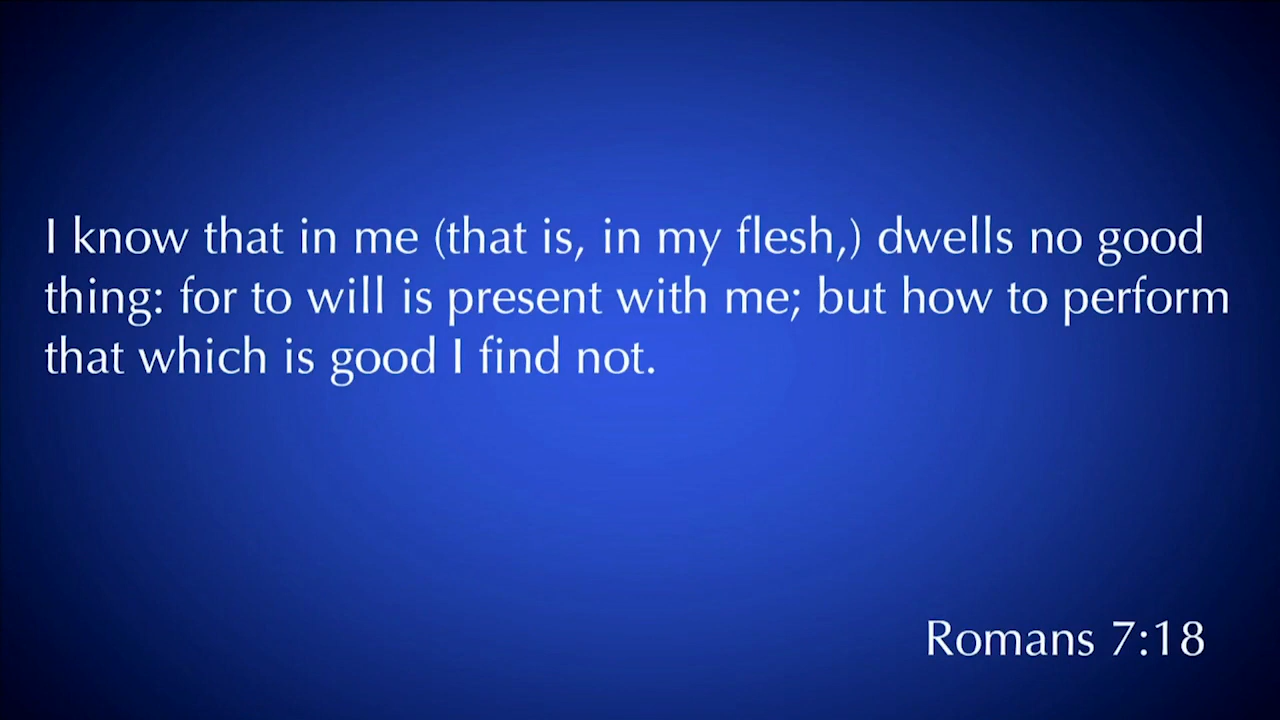 I know that in me (that is, in my flesh,) dwells no good
thing: for to will is present with me; but how to perform
that which is good I find not.
Romans 7:18